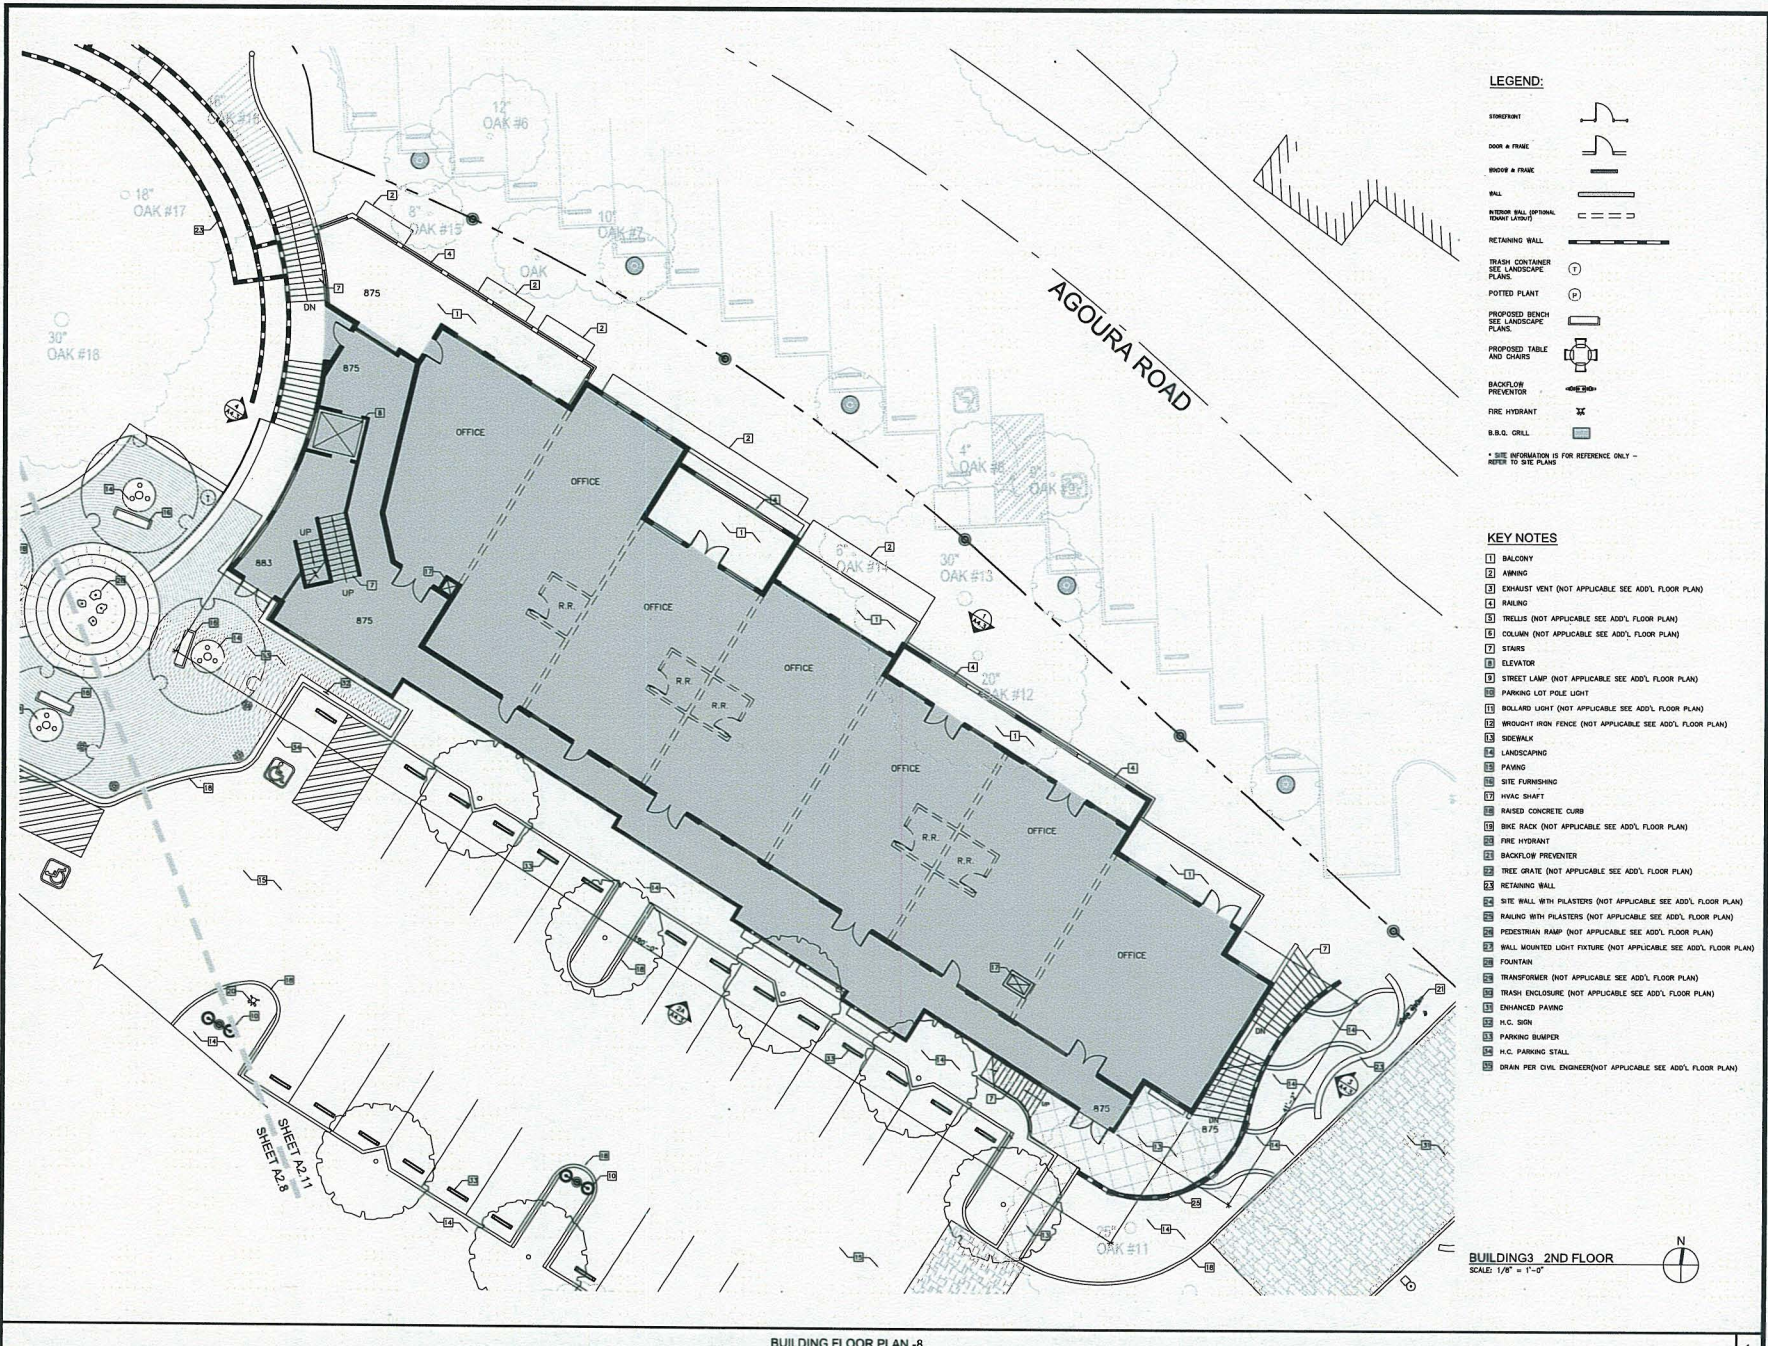 12"
OAK #6
18"
OAK #17
8"
OAK #15
10"
OAK #7
OAK
30"
OAK #18
4"
OAK #8
6"
OAK #14
30"
OAK #13
20"
OAK #12
OAK #11
AGOURA ROAD
875
DN
875
OFFICE
OFFICE
UP
883
UP
875
R.R.
OFFICE
R.R.
R.R.
OFFICE
OFFICE
R.R.
R.R.
OFFICE
OFFICE
DN
UP
875
DN
875
SHEET A2.11
SHEET A2.8
LEGEND:
STOREFRONT
DOOR & FRAME
WINDOW & FRAME
WALL
INTERIOR WALL (OPTIONAL
TENANT LAYOUT)
RETAINING WALL
TRASH CONTAINER
SEE LANDSCAPE
PLANS.
T
POTTED PLANT
P
PROPOSED BENCH
SEE LANDSCAPE
PLANS.
PROPOSED TABLE
AND CHAIRS
BACKFLOW
PREVENTOR
FIRE HYDRANT
B.B.Q. GRILL
* SITE INFORMATION IS FOR REFERENCE ONLY -
REFER TO SITE PLANS
KEY NOTES
1 BALCONY
2 AWNING
3 EXHAUST VENT (NOT APPLICABLE SEE ADD'L FLOOR PLAN)
4 RAILING
5 TRELLIS (NOT APPLICABLE SEE ADD'L FLOOR PLAN)
6 COLUMN (NOT APPLICABLE SEE ADD'L FLOOR PLAN)
7 STAIRS
8 ELEVATOR
9 STREET LAMP (NOT APPLICABLE SEE ADD'L FLOOR PLAN)
10 PARKING LOT POLE LIGHT
11 BOLLARD LIGHT (NOT APPLICABLE SEE ADD'L FLOOR PLAN)
12 WROUGHT IRON FENCE (NOT APPLICABLE SEE ADD'L FLOOR PLAN)
13 SIDEWALK
14 LANDSCAPING
15 PAVING
16 SITE FURNISHING
17 HVAC SHAFT
18 RAISED CONCRETE CURB
19 BIKE RACK (NOT APPLICABLE SEE ADD'L FLOOR PLAN)
20 FIRE HYDRANT
21 BACKFLOW PREVENTER
22 TREE GRATE (NOT APPLICABLE SEE ADD'L FLOOR PLAN)
23 RETAINING WALL
24 SITE WALL WITH PILASTERS (NOT APPLICABLE SEE ADD'L FLOOR PLAN)
25 RAILING WITH PILASTERS (NOT APPLICABLE SEE ADD'L FLOOR PLAN)
26 PEDESTRIAN RAMP (NOT APPLICABLE SEE ADD'L FLOOR PLAN)
27 WALL MOUNTED LIGHT FIXTURE (NOT APPLICABLE SEE ADD'L FLOOR PLAN)
28 FOUNTAIN
29 TRANSFORMER (NOT APPLICABLE SEE ADD'L FLOOR PLAN)
30 TRASH ENCLOSURE (NOT APPLICABLE SEE ADD'L FLOOR PLAN)
31 ENHANCED PAVING
32 H.C. SIGN
33 PARKING BUMPER
34 H.C. PARKING STALL
35 DRAIN PER CIVIL ENGINEER(NOT APPLICABLE SEE ADD'L FLOOR PLAN)
BUILDING3 2ND FLOOR
SCALE: 1/8" = 1'-0"
N
BUILDING FLOOR PLAN -8